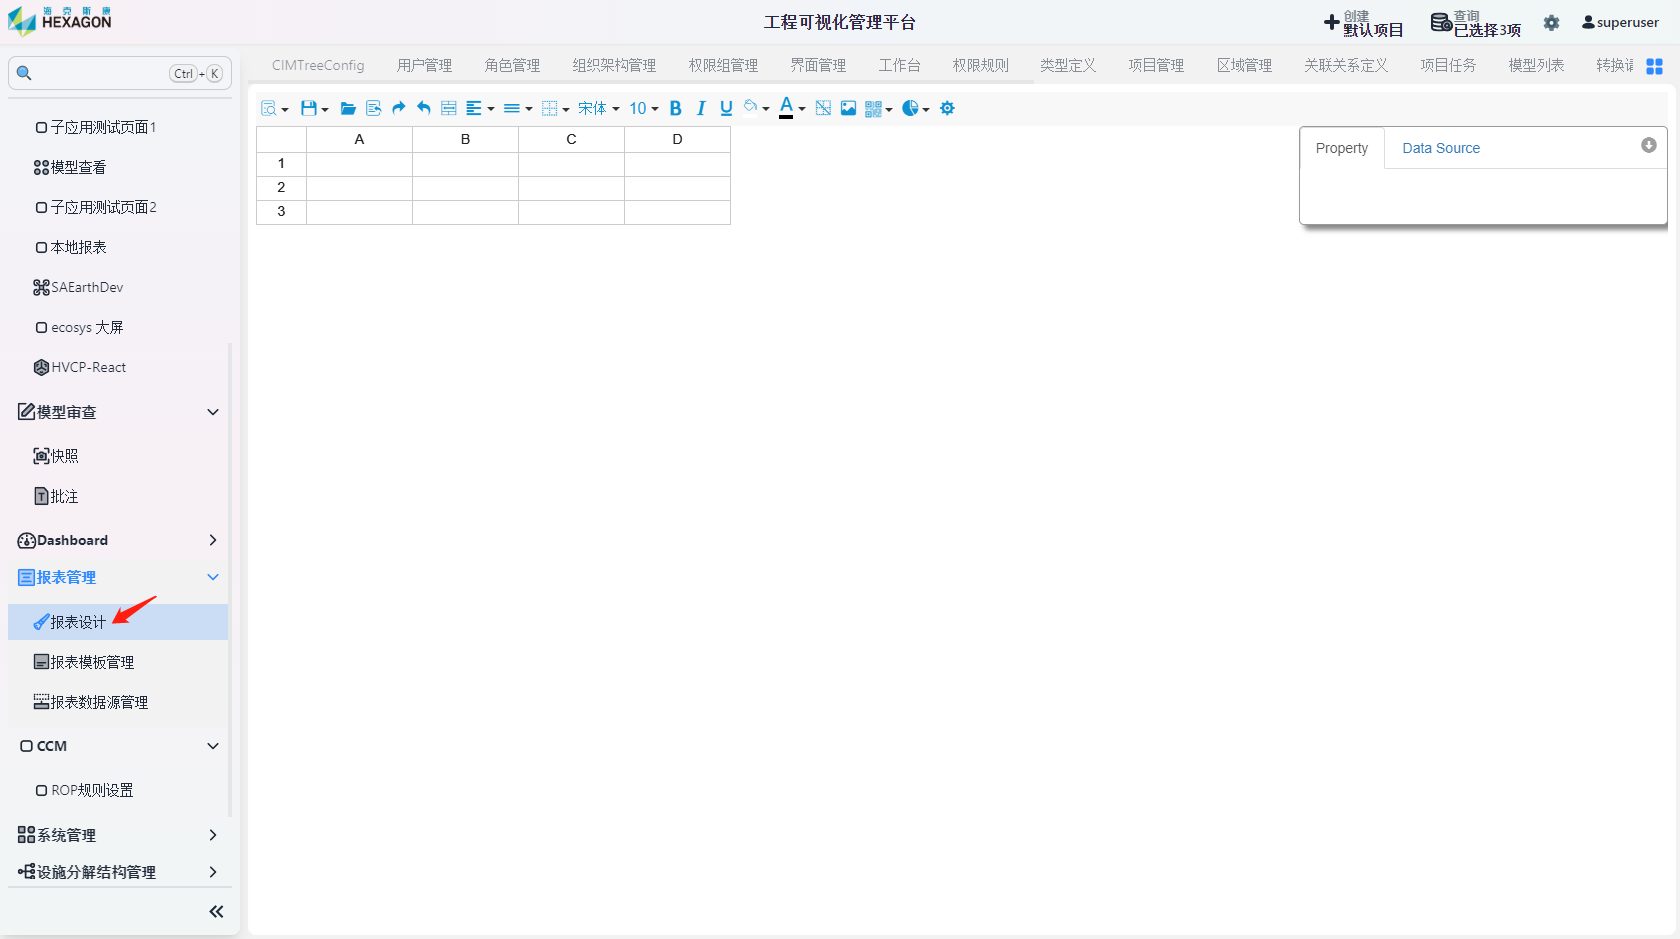 海克斯康
HEXAGON
工程可视化管理平台
创建
默认项目
查询
已选择3项
superuser
Ctrl + K
CIMTreeConfig 用户管理 角色管理 组织架构管理 权限组管理 界面管理 工作台 权限规则 类型定义 项目管理 区域管理 关联关系定义 项目任务 模型列表 转换
子应用测试页面1
模型查看
子应用测试页面2
本地报表
SAEarthDev
ecosys 大屏
HVCP-React
模型审查
快照
批注
Dashboard
报表管理
报表设计
报表模板管理
报表数据源管理
CCM
ROP规则设置
系统管理
设施分解结构管理
宋体 10 B I U A
A B C D
1
2
3
Property Data Source